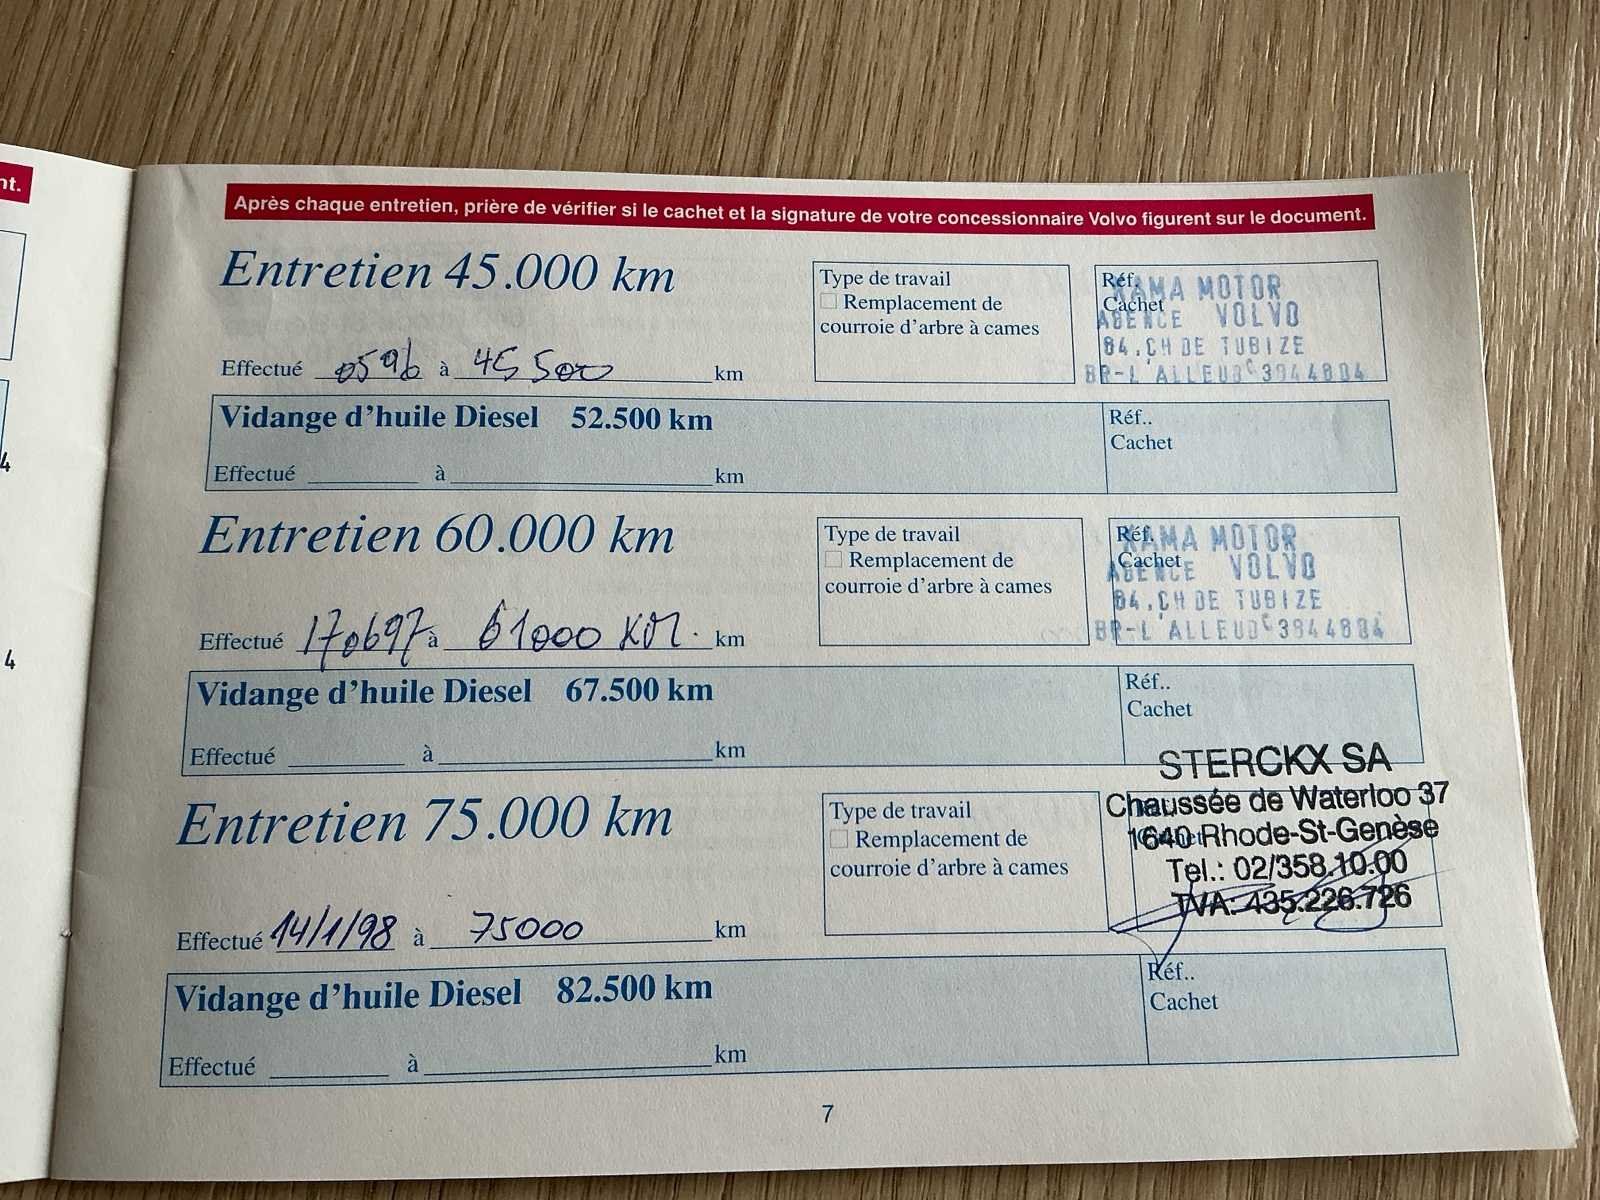 nt.
Après chaque entretien, prière de vérifier si le cachet et la signature de votre concessionnaire Volvo figurent sur le document.
Entretien 45.000 km
Type de travail
Remplacement de
courroie d'arbre à cames
Réf.
Cachet
KAMA MOTOR
AGENCE VOLVO
84.CH DE TUBIZE
BR-L'ALLEUD
Effectué 0596 à 45500 km
Vidange d'huile Diesel 52.500 km
Réf..
Cachet
Effectué à km
4
Entretien 60.000 km
Type de travail
Remplacement de
courroie d'arbre à cames
Réf.
Cachet
KAMA MOTOR
AGENCE VOLVO
84.CH DE TUBIZE
BR-L'ALLEUD
Effectué 170697 à 61000 KM. km
4
Vidange d'huile Diesel 67.500 km
Réf..
Cachet
Effectué à km
Entretien 75.000 km
Type de travail
Remplacement de
courroie d'arbre à cames
STERCKX SA
Chaussée de Waterloo 37
1640 Rhode-St-Genèse
Tel.: 02/358.10.00
TVA: 435.226.726
Effectué 14/1/98 à 75000 km
Vidange d'huile Diesel 82.500 km
Réf..
Cachet
Effectué à km
7